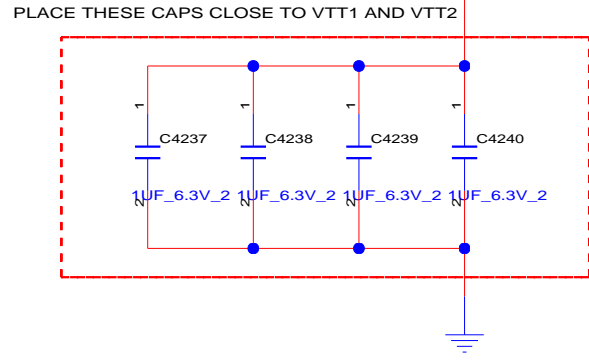 PLACE THESE CAPS CLOSE TO VTT1 AND VTT2
1 1 1 1
C4237 C4238 C4239 C4240
1UF_6.3V_2 1UF_6.3V_2 1UF_6.3V_2 1UF_6.3V_2
2 2 2 2